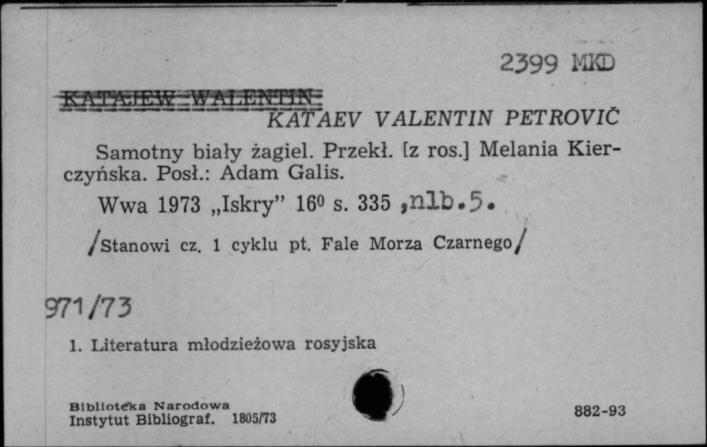 2399 MKD
KATAJEW WALENTIN
KATAEV VALENTIN PETROVIČ
Samotny biały żagiel. Przekł. [z ros.] Melania Kier-
czyńska. Posł.: Adam Galis.
Wwa 1973 „Iskry” 16⁰ s. 335 ,nlb.5.
/Stanowi cz. 1 cyklu pt. Fale Morza Czarnego/
971/73
1. Literatura młodzieżowa rosyjska
Biblioteka Narodowa
Instytut Bibliograf. 1805/73
882-93